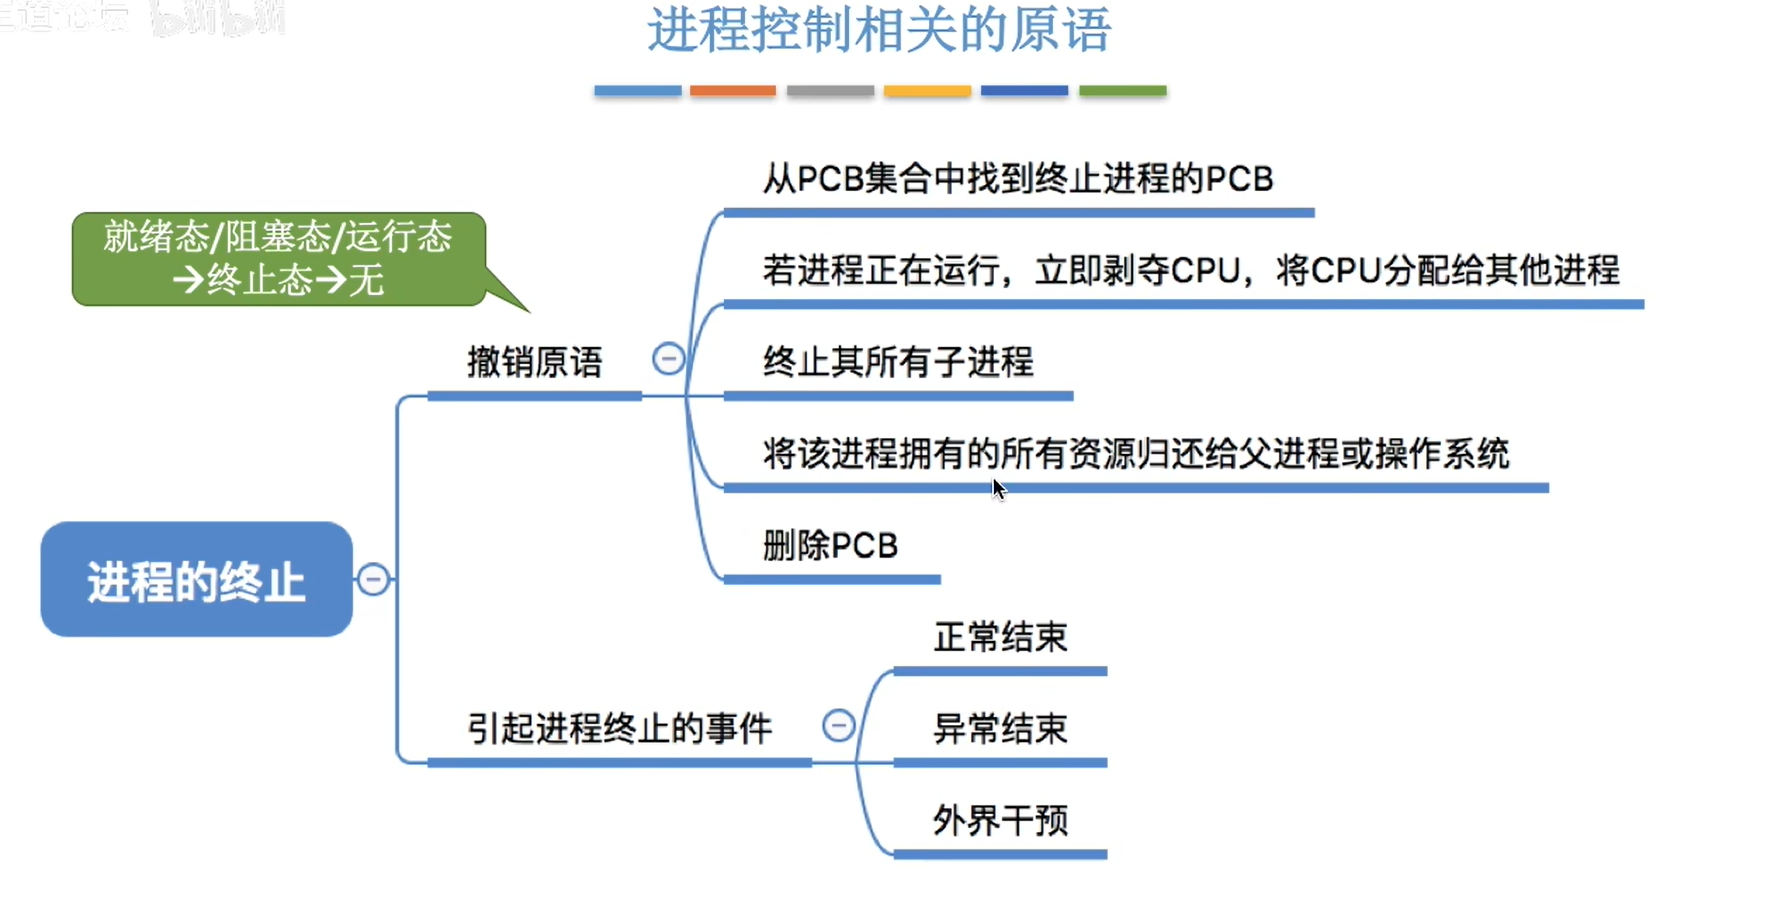 进程控制相关的原语
从PCB集合中找到终止进程的PCB
就绪态/阻塞态/运行态
→终止态→无
若进程正在运行，立即剥夺CPU，将CPU分配给其他进程
撤销原语
终止其所有子进程
将该进程拥有的所有资源归还给父进程或操作系统
删除PCB
进程的终止
正常结束
引起进程终止的事件
异常结束
外界干预